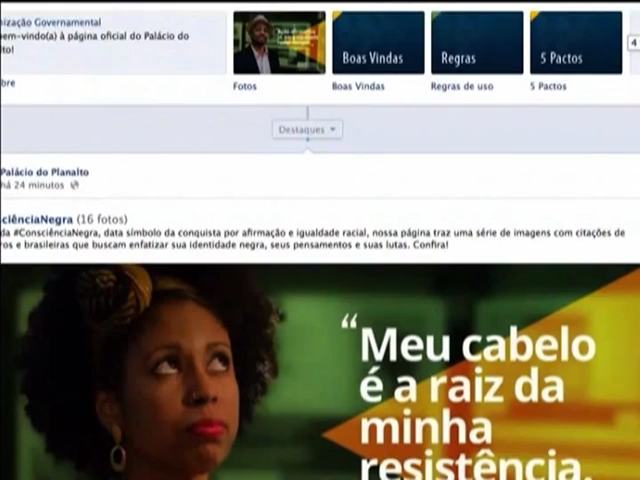 nização Governamental
em-vindo(a) à página oficial do Palácio do
lto!
bre
Fotos
Boas Vindas
Boas Vindas
Regras
Regras de uso
5 Pactos
5 Pactos
4
Destaques
Palácio do Planalto
há 24 minutos
sciênciaNegra (16 fotos)
da #ConsciênciaNegra, data símbolo da conquista por afirmação e igualdade racial, nossa página traz uma série de imagens com citações de
ros e brasileiras que buscam enfatizar sua identidade negra, seus pensamentos e suas lutas. Confira!
“Meu cabelo
é a raiz da
minha
resistência.